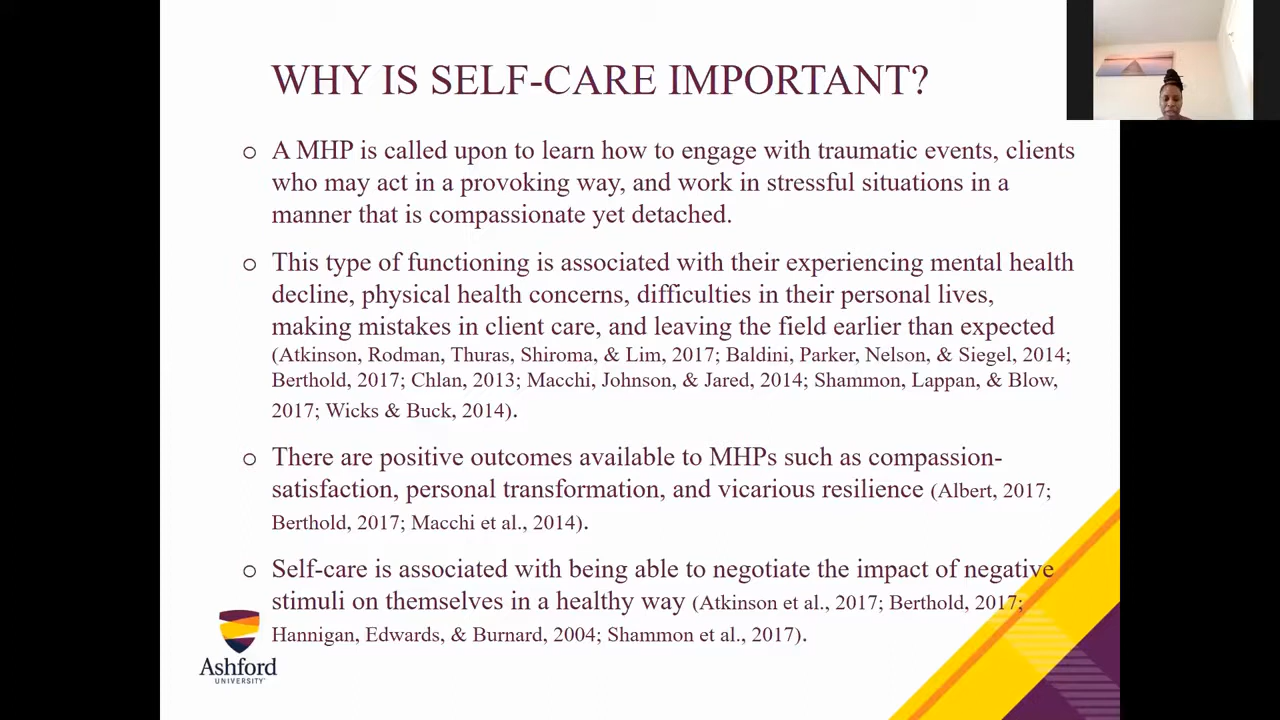 WHY IS SELF-CARE IMPORTANT?
o A MHP is called upon to learn how to engage with traumatic events, clients
who may act in a provoking way, and work in stressful situations in a
manner that is compassionate yet detached.
o This type of functioning is associated with their experiencing mental health
decline, physical health concerns, difficulties in their personal lives,
making mistakes in client care, and leaving the field earlier than expected
(Atkinson, Rodman, Thuras, Shiroma, & Lim, 2017; Baldini, Parker, Nelson, & Siegel, 2014;
Berthold, 2017; Chlan, 2013; Macchi, Johnson, & Jared, 2014; Shammon, Lappan, & Blow,
2017; Wicks & Buck, 2014).
o There are positive outcomes available to MHPs such as compassion-
satisfaction, personal transformation, and vicarious resilience (Albert, 2017;
Berthold, 2017; Macchi et al., 2014).
o Self-care is associated with being able to negotiate the impact of negative
stimuli on themselves in a healthy way (Atkinson et al., 2017; Berthold, 2017;
Hannigan, Edwards, & Burnard, 2004; Shammon et al., 2017).
Ashford
UNIVERSITY